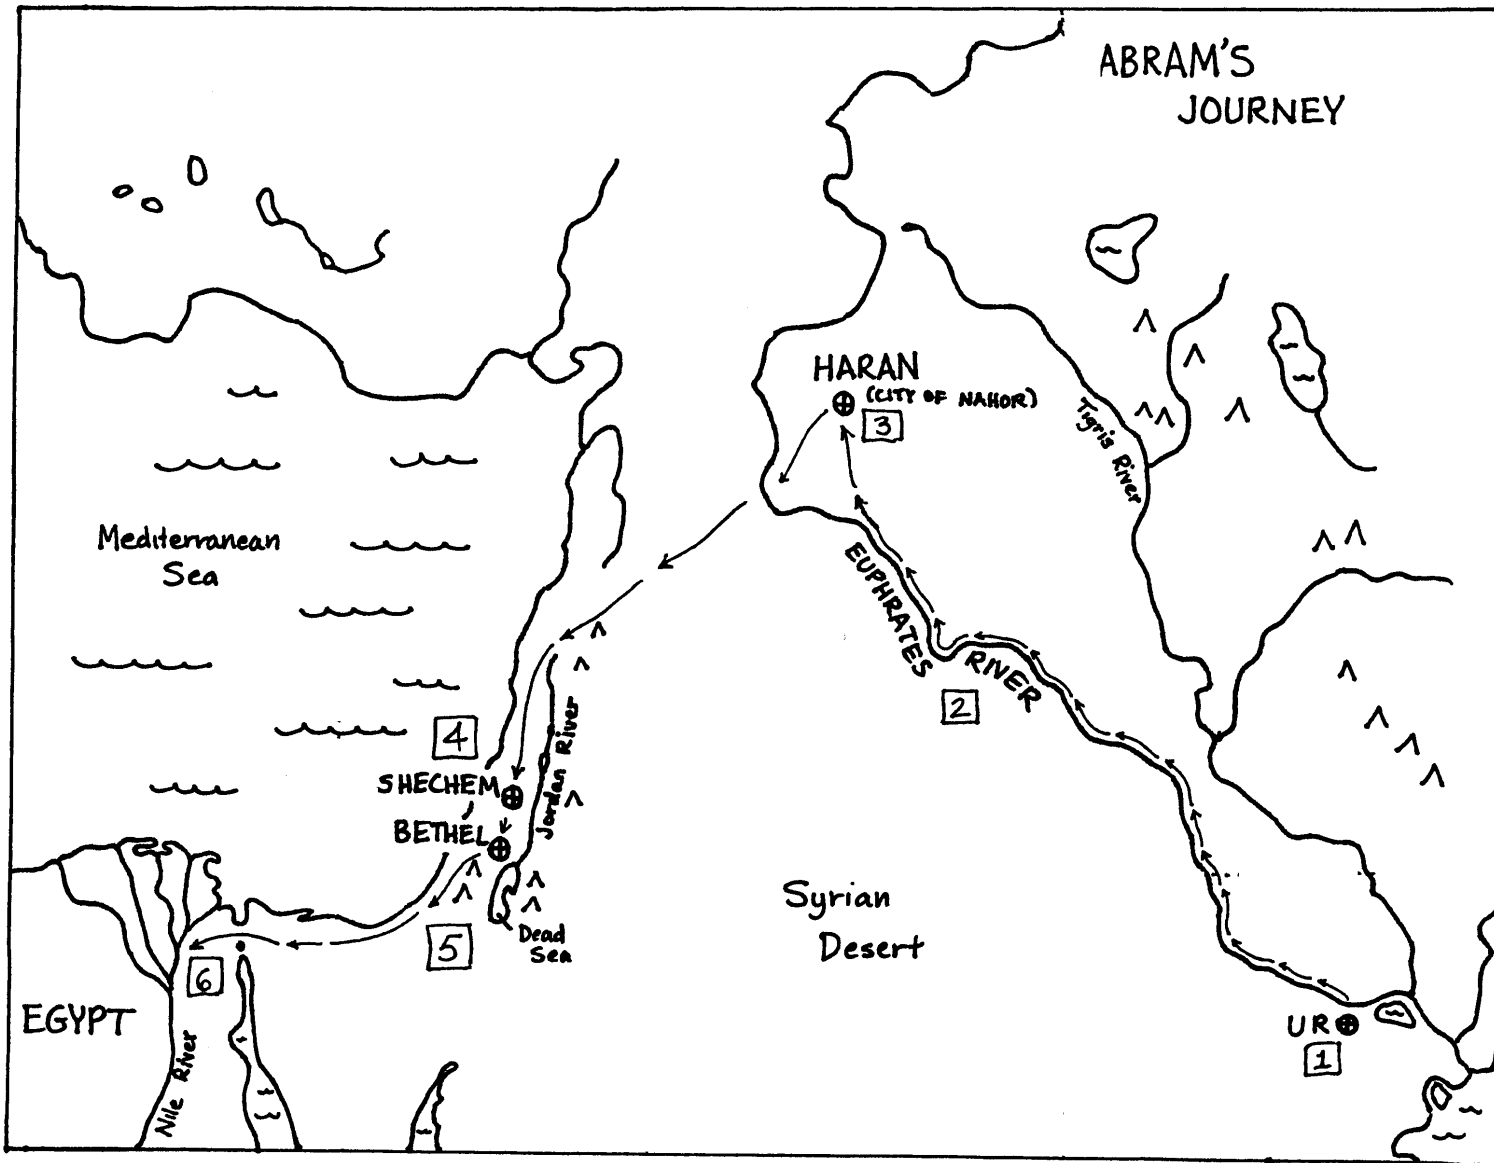 ABRAM'S
JOURNEY
HARAN
(CITY OF NAHOR)
3
Tigris River
Mediterranean
Sea
EUPHRATES
RIVER
2
4
SHECHEM
Jordan River
BETHEL
Syrian
Desert
5
Dead
Sea
6
EGYPT
Nile River
UR
1